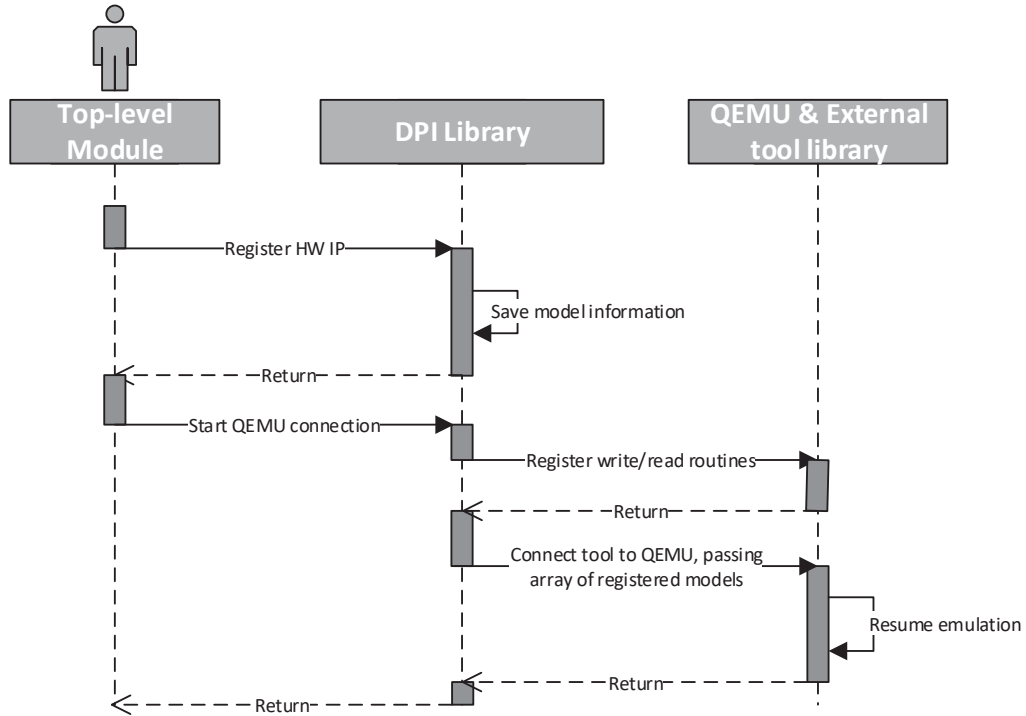 Top-level
Module
DPI Library
QEMU & External
tool library
Register HW IP
Save model information
Return
Start QEMU connection
Register write/read routines
Return
Connect tool to QEMU, passing
array of registered models
Resume emulation
Return
Return